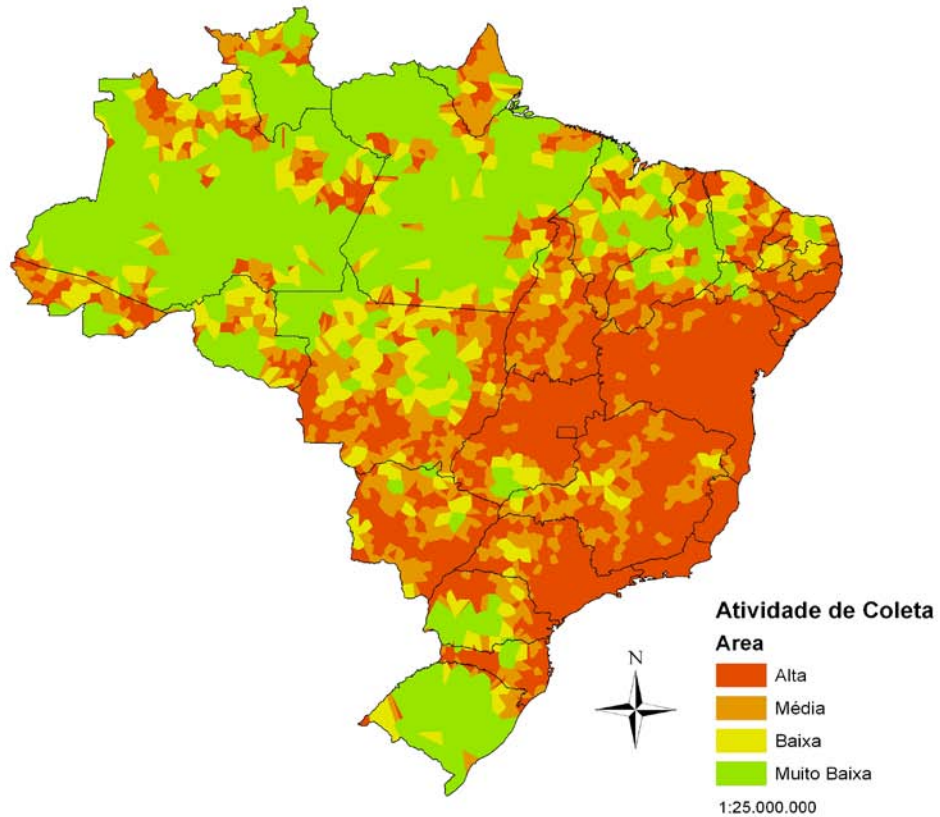 Atividade de Coleta
Area
N
Alta
Média
Baixa
Muito Baixa
1:25.000.000